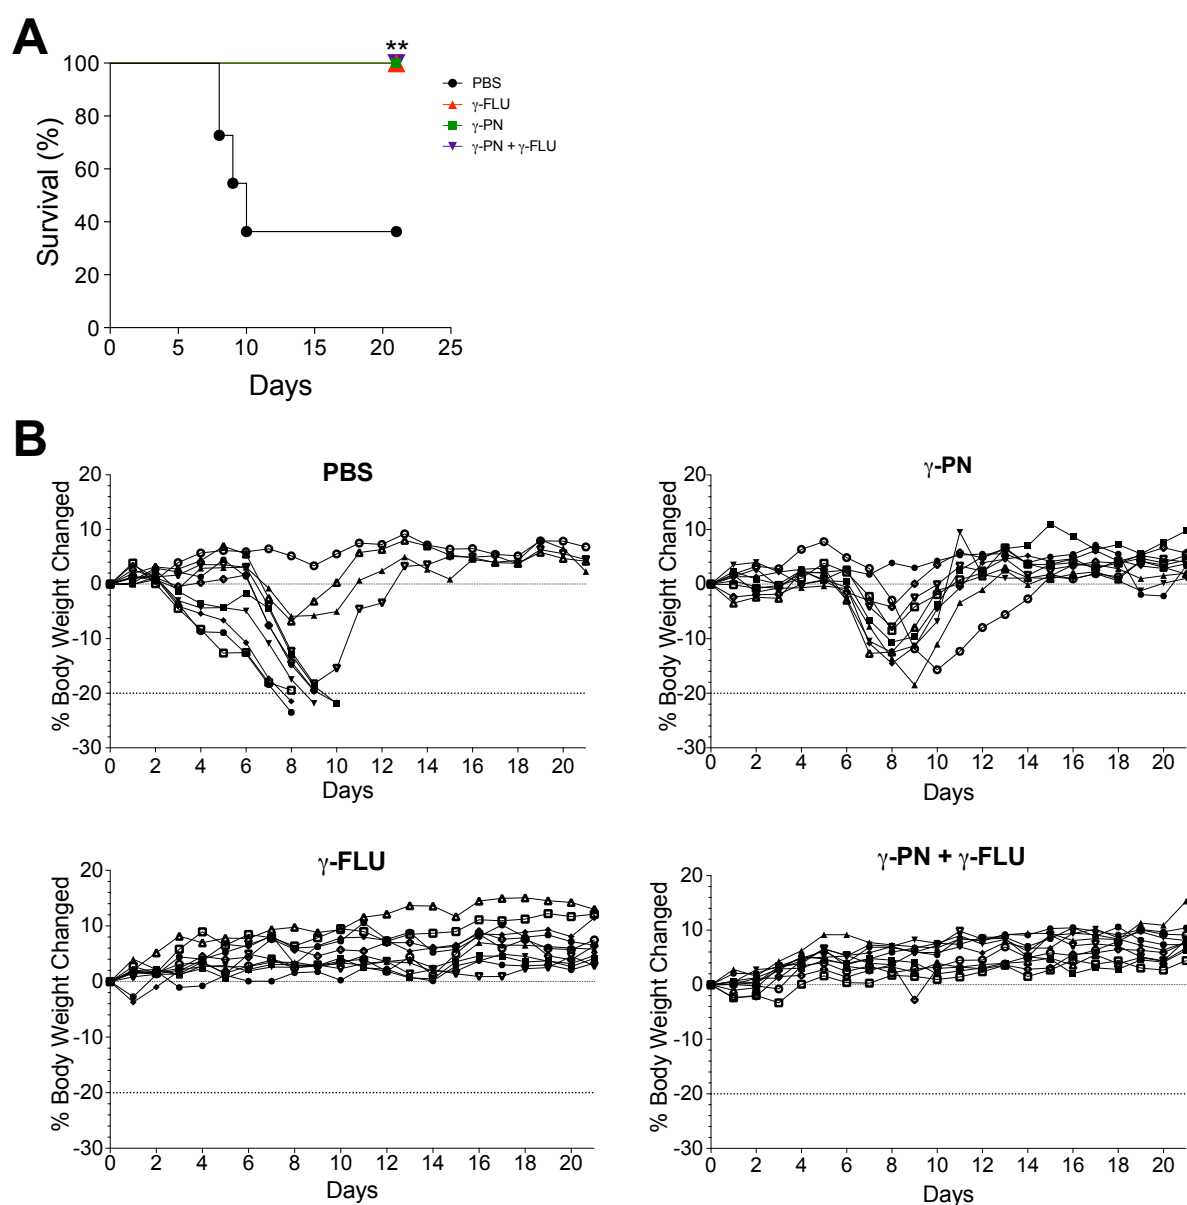 A
**
100
80
60
40
20
0
Survival (%)
0 5 10 15 20 25
Days
PBS
γ-FLU
γ-PN
γ-PN + γ-FLU
B
PBS
20
10
0
-10
-20
-30
% Body Weight Changed
0 2 4 6 8 10 12 14 16 18 20
Days
γ-PN
20
10
0
-10
-20
-30
% Body Weight Changed
0 2 4 6 8 10 12 14 16 18 20
Days
γ-FLU
20
10
0
-10
-20
-30
% Body Weight Changed
0 2 4 6 8 10 12 14 16 18 20
Days
γ-PN + γ-FLU
20
10
0
-10
-20
-30
% Body Weight Changed
0 2 4 6 8 10 12 14 16 18 20
Days